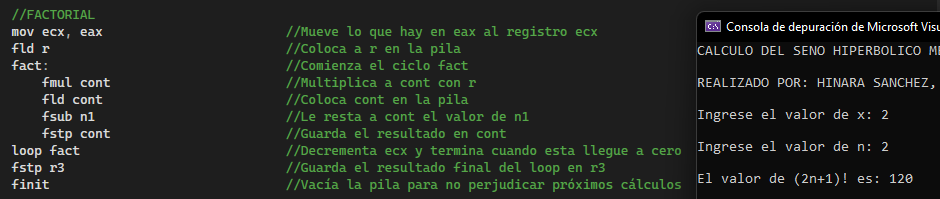 //FACTORIAL
mov ecx, eax //Mueve lo que hay en eax al registro ecx
fld r //Coloca a r en la pila
fact: //Comienza el ciclo fact
fmul cont //Multiplica a cont con r
fld cont //Coloca cont en la pila
fsub n1 //Le resta a cont el valor de n1
fstp cont //Guarda el resultado en cont
loop fact //Decrementa ecx y termina cuando esta llegue a cero
fstp r3 //Guarda el resultado final del loop en r3
finit //Vacía la pila para no perjudicar próximos cálculos
Consola de depuración de Microsoft Visu
CALCULO DEL SENO HIPERBOLICO ME
REALIZADO POR: HINARA SANCHEZ,
Ingrese el valor de x: 2
Ingrese el valor de n: 2
El valor de (2n+1)! es: 120